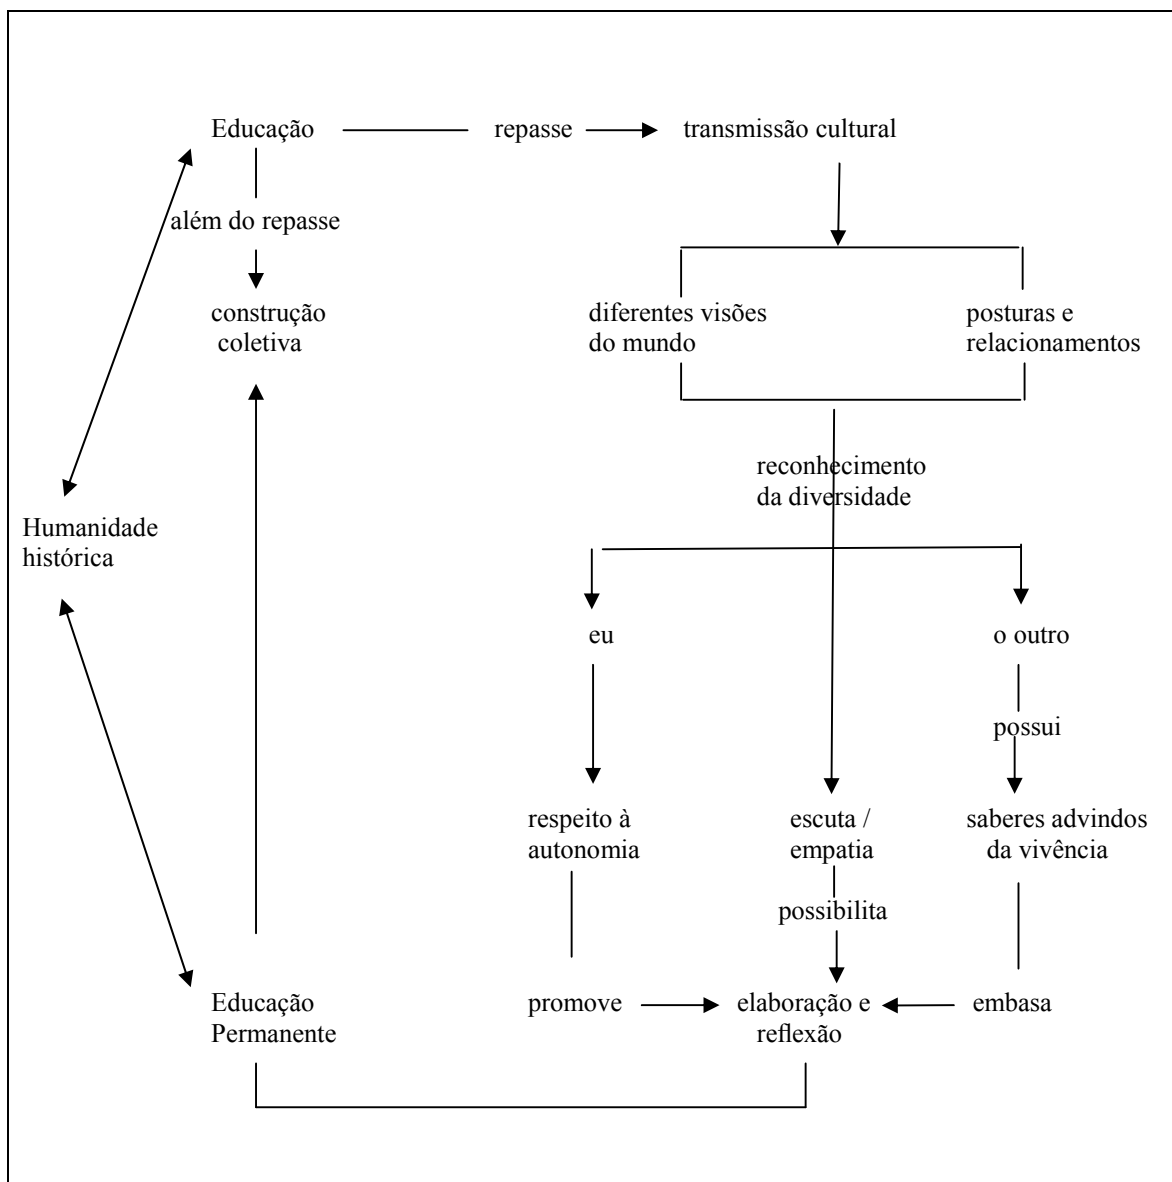 Educação repasse transmissão cultural
além do repasse
construção
coletiva
diferentes visões
do mundo
posturas e
relacionamentos
reconhecimento
da diversidade
Humanidade
histórica
eu
o outro
possui
respeito à
autonomia
escuta /
empatia
saberes advindos
da vivência
possibilita
Educação
Permanente
promove
elaboração e
reflexão
embasa